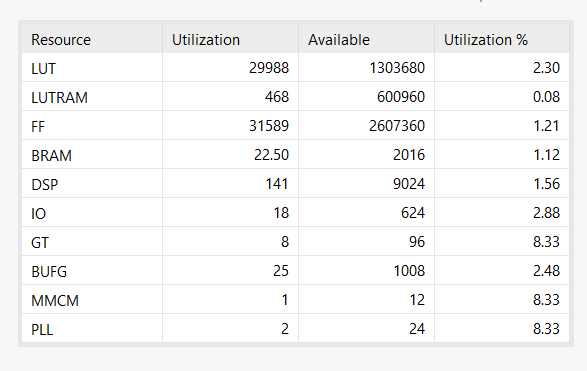 Resource Utilization Available Utilization %
LUT 29988 1303680 2.30
LUTRAM 468 600960 0.08
FF 31589 2607360 1.21
BRAM 22.50 2016 1.12
DSP 141 9024 1.56
IO 18 624 2.88
GT 8 96 8.33
BUFG 25 1008 2.48
MMCM 1 12 8.33
PLL 2 24 8.33